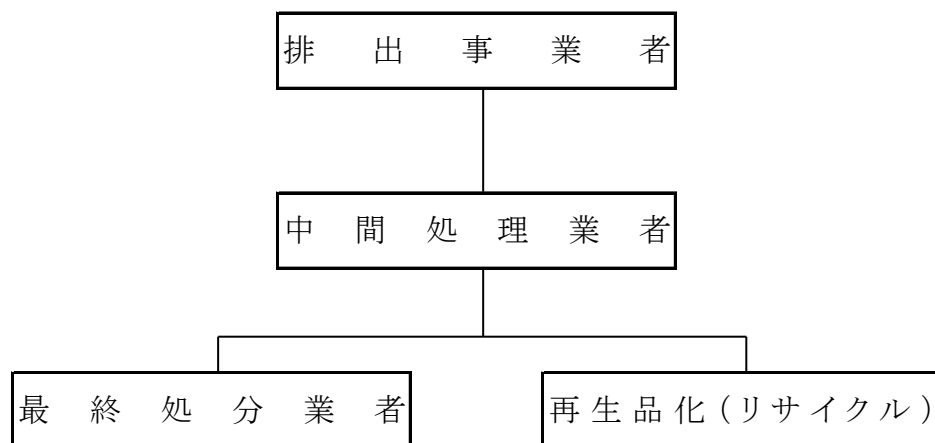 排出事業者
中間処理業者
最終処分業者
再生品化(リサイクル)